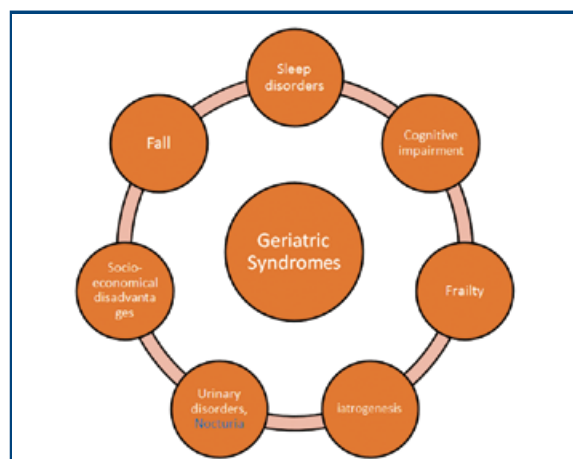 Sleep
disorders
Cognitive
impairment
Frailty
iatrogenesis
Urinary
disorders,
Nocturia
Socio-
economical
disadvanta
ges
Fall
Geriatric
Syndromes